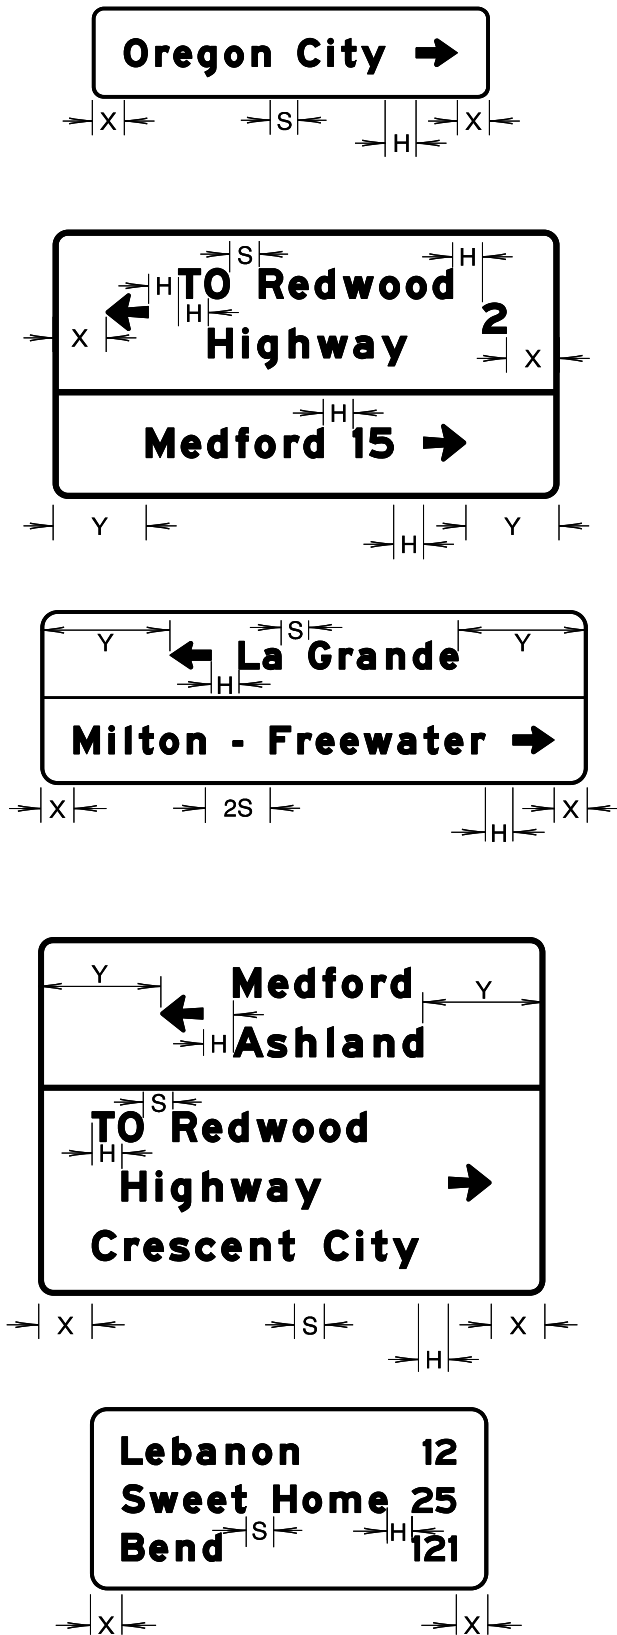 Oregon City
X S H X
S H
H TO Redwood
H 2
X Highway X
H
Medford 15
Y H Y
Y S Y
La Grande
H
Milton - Freewater
X 2S H X
Y Medford Y
H Ashland
S
TO Redwood
H
Highway
Crescent City
X S H X
Lebanon 12
Sweet Home 25
S H
Bend 121
X X